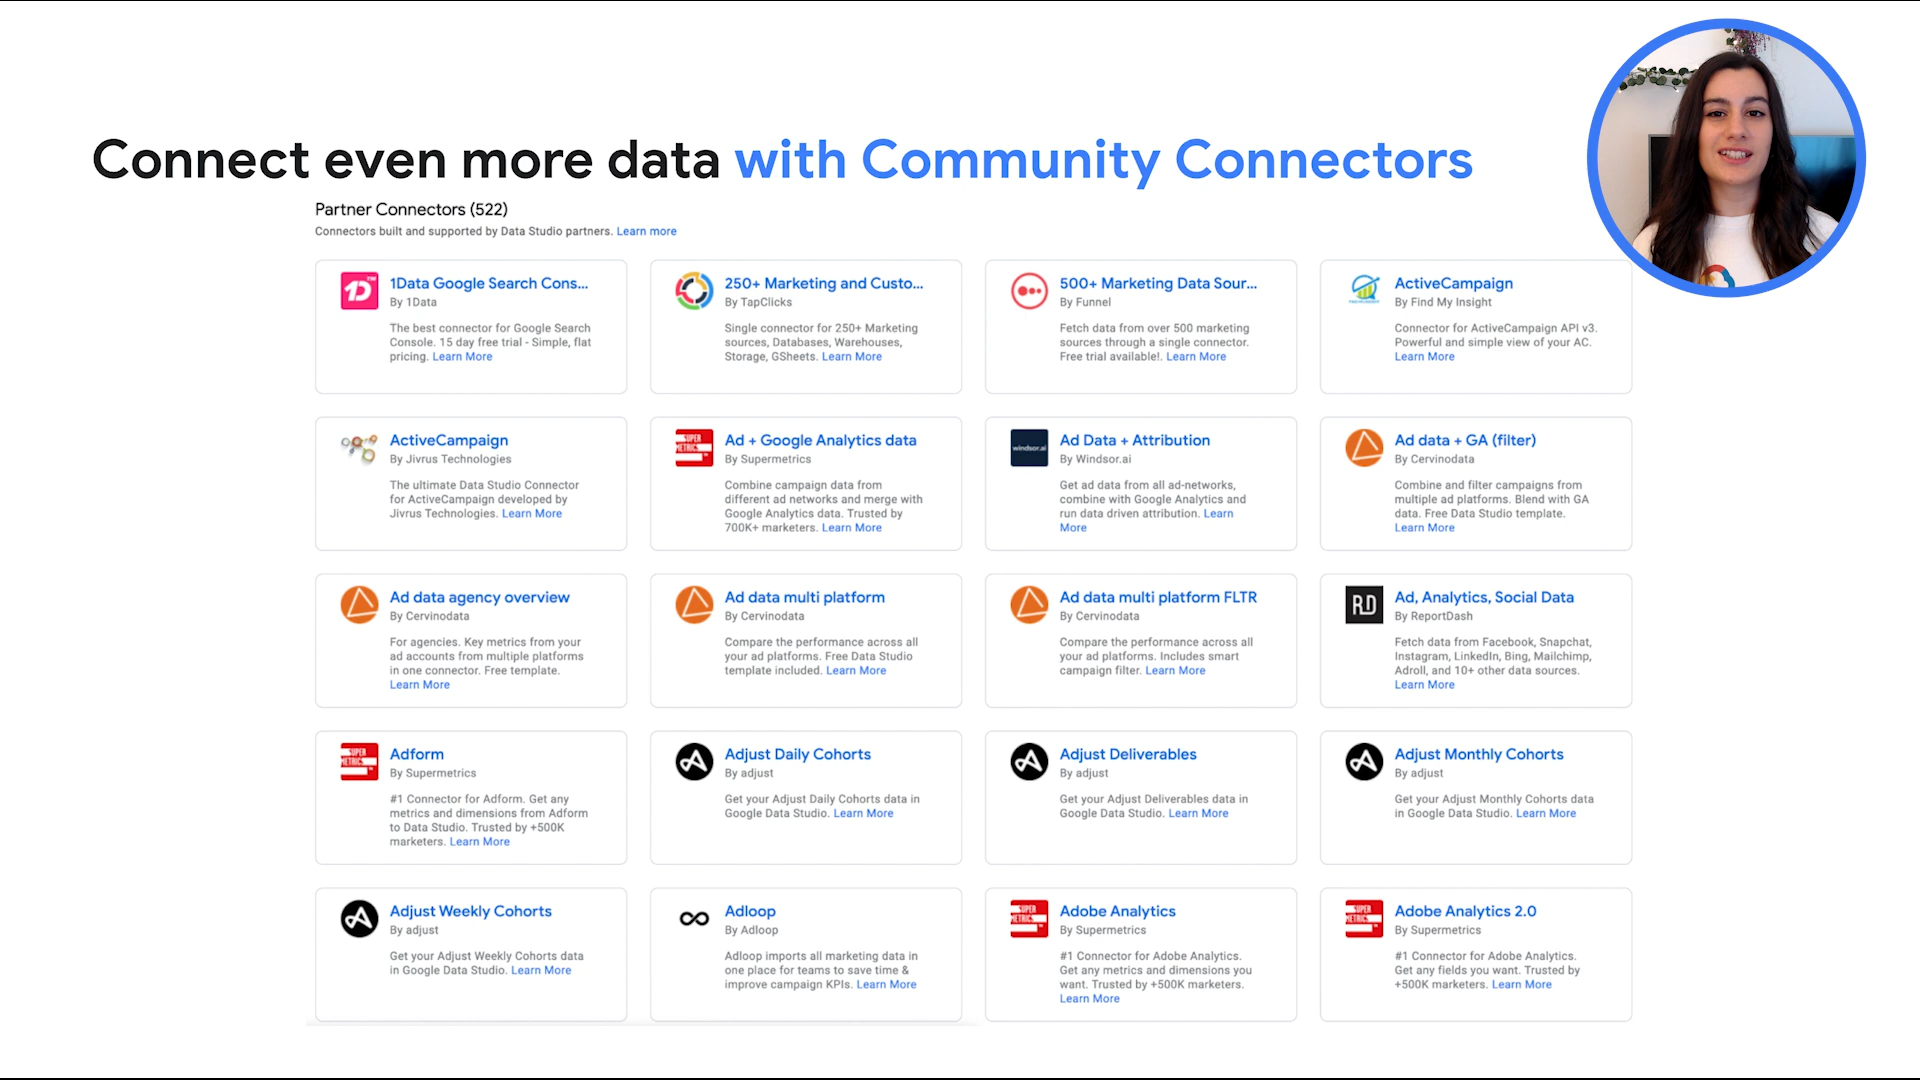 Connect even more data with Community Connectors
Partner Connectors (522)
Connectors built and supported by Data Studio partners. Learn more
1D
TM
1Data Google Search Cons...
By 1Data
The best connector for Google Search
Console. 15 day free trial - Simple, flat
pricing. Learn More
250+ Marketing and Custo...
By TapClicks
Single connector for 250+ Marketing
sources, Databases, Warehouses,
Storage, GSheets. Learn More
500+ Marketing Data Sour...
By Funnel
Fetch data from over 500 marketing
sources through a single connector.
Free trial available!. Learn More
ActiveCampaign
By Find My Insight
Connector for ActiveCampaign API v3.
Powerful and simple view of your AC.
Learn More
ActiveCampaign
By Jivrus Technologies
The ultimate Data Studio Connector
for ActiveCampaign developed by
Jivrus Technologies. Learn More
SUPER
METRICS
Ad + Google Analytics data
By Supermetrics
Combine campaign data from
different ad networks and merge with
Google Analytics data. Trusted by
700K+ marketers. Learn More
windsor.ai
Ad Data + Attribution
By Windsor.ai
Get ad data from all ad-networks,
combine with Google Analytics and
run data driven attribution. Learn
More
Ad data + GA (filter)
By Cervinodata
Combine and filter campaigns from
multiple ad platforms. Blend with GA
data. Free Data Studio template.
Learn More
Ad data agency overview
By Cervinodata
For agencies. Key metrics from your
ad accounts from multiple platforms
in one connector. Free template.
Learn More
Ad data multi platform
By Cervinodata
Compare the performance across all
your ad platforms. Free Data Studio
template included. Learn More
Ad data multi platform FLTR
By Cervinodata
Compare the performance across all
your ad platforms. Includes smart
campaign filter. Learn More
RD
Ad, Analytics, Social Data
By ReportDash
Fetch data from Facebook, Snapchat,
Instagram, LinkedIn, Bing, Mailchimp,
Adroll, and 10+ other data sources.
Learn More
SUPER
METRICS
Adform
By Supermetrics
#1 Connector for Adform. Get any
metrics and dimensions from Adform
to Data Studio. Trusted by +500K
marketers. Learn More
Adjust Daily Cohorts
By adjust
Get your Adjust Daily Cohorts data in
Google Data Studio. Learn More
Adjust Deliverables
By adjust
Get your Adjust Deliverables data in
Google Data Studio. Learn More
Adjust Monthly Cohorts
By adjust
Get your Adjust Monthly Cohorts data
in Google Data Studio. Learn More
Adjust Weekly Cohorts
By adjust
Get your Adjust Weekly Cohorts data
in Google Data Studio. Learn More
Adloop
By Adloop
Adloop imports all marketing data in
one place for teams to save time &
improve campaign KPIs. Learn More
SUPER
METRICS
Adobe Analytics
By Supermetrics
#1 Connector for Adobe Analytics.
Get any metrics and dimensions you
want. Trusted by +500K marketers.
Learn More
SUPER
METRICS
Adobe Analytics 2.0
By Supermetrics
#1 Connector for Adobe Analytics.
Get any fields you want. Trusted by
+500K marketers. Learn More